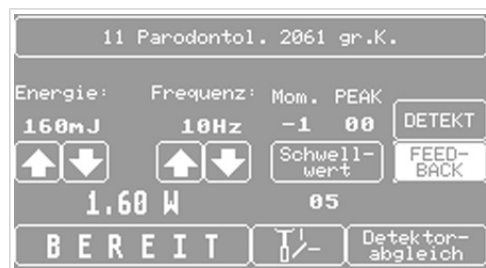 11 Parodontol. 2061 gr.K.
Energie: Frequenz: Mom. PEAK
160mJ 10Hz -1 00 DETEKT
Schwell-
wert
FEED-
BACK
1.60 W 05
BEREIT
Detektor-
abgleich